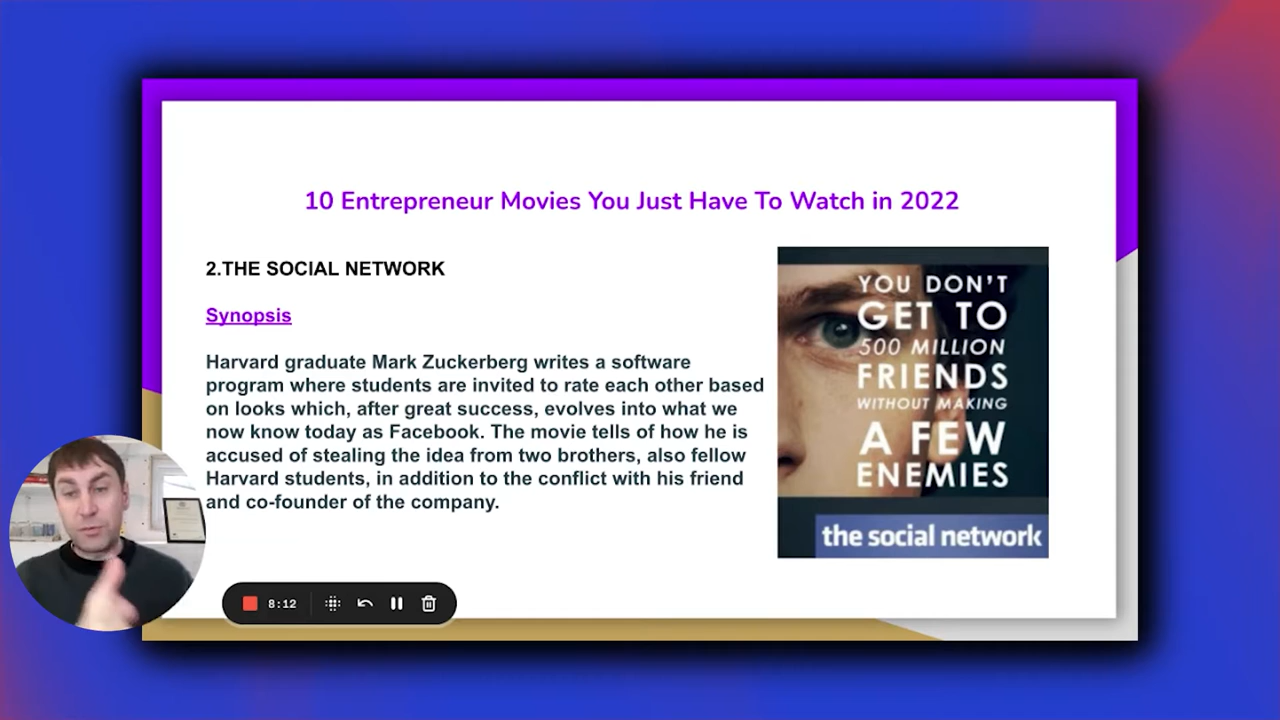 10 Entrepreneur Movies You Just Have To Watch in 2022
2.THE SOCIAL NETWORK
Synopsis
Harvard graduate Mark Zuckerberg writes a software
program where students are invited to rate each other based
on looks which, after great success, evolves into what we
now know today as Facebook. The movie tells of how he is
accused of stealing the idea from two brothers, also fellow
Harvard students, in addition to the conflict with his friend
and co-founder of the company.
YOU DON'T
GET TO
500 MILLION
FRIENDS
WITHOUT MAKING
A FEW
ENEMIES
the social network
8:12